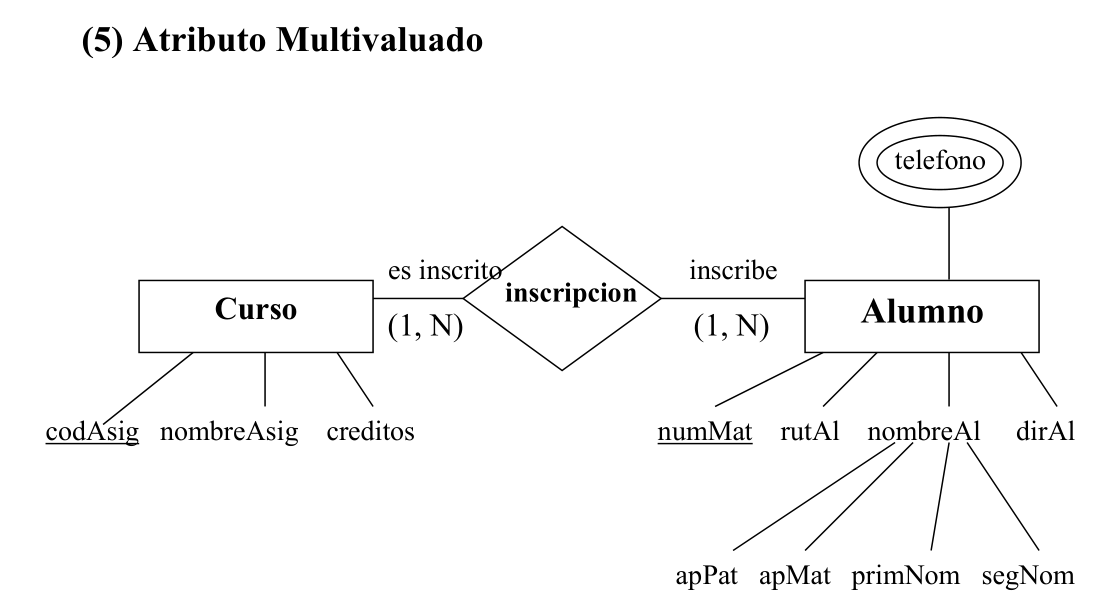 (5) Atributo Multivaluado
telefono
es inscrito
inscribe
Curso
inscripcion
Alumno
(1, N)
(1, N)
codAsig nombreAsig creditos
numMat rutAl nombreAl dirAl
apPat apMat primNom segNom